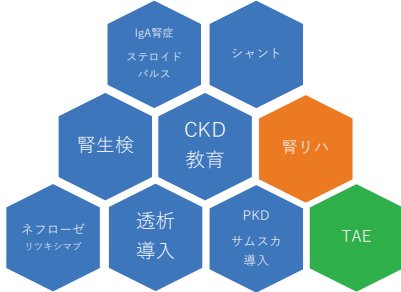 IgA腎症
ステロイド
パルス
シャント
腎生検
CKD
教育
腎リハ
ネフローゼ
リツキシマブ
透析
導入
PKD
サムスカ
導入
TAE